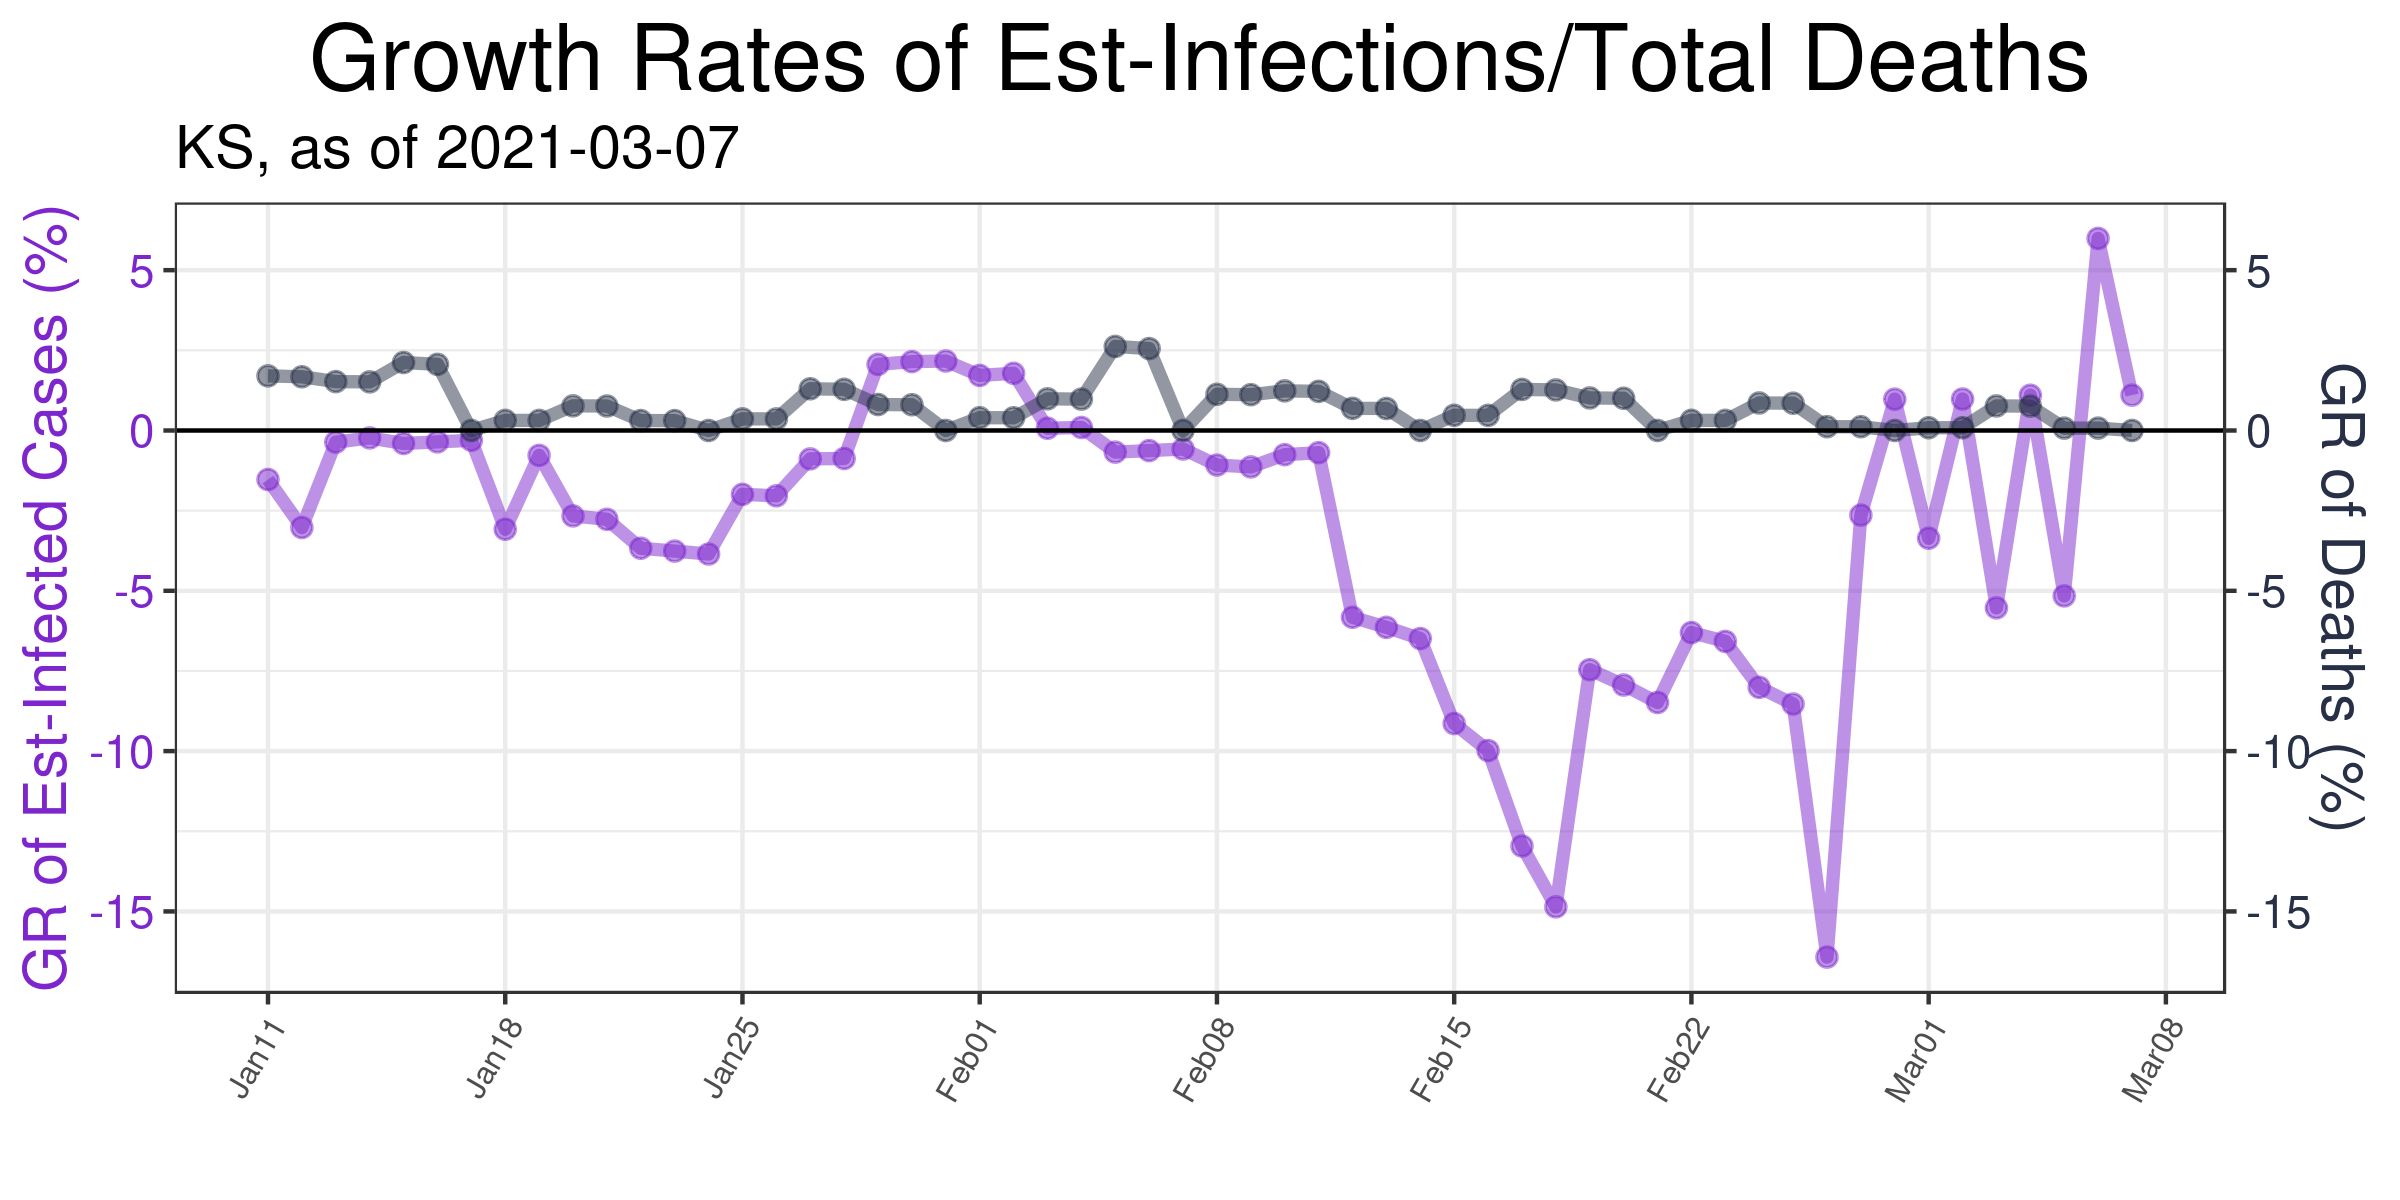 Growth Rates of Est-Infections/Total Deaths
KS, as of 2021-03-07
GR of Est-Infected Cases (%)
5
0
-5
-10
-15
5
0
-5
-10
-15
GR of Deaths (%)
Jan11
Jan18
Jan25
Feb01
Feb08
Feb15
Feb22
Mar01
Mar08